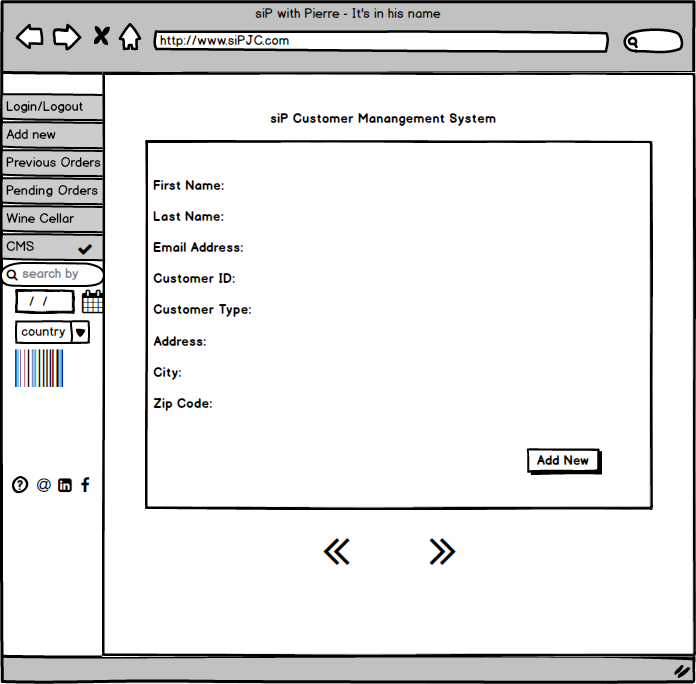 siP with Pierre - It's in his name
http://www.siPJC.com
Login/Logout
Add new
Previous Orders
Pending Orders
Wine Cellar
CMS
search by
/ /
country
? @ in f
siP Customer Manangement System
First Name:
Last Name:
Email Address:
Customer ID:
Customer Type:
Address:
City:
Zip Code:
Add New